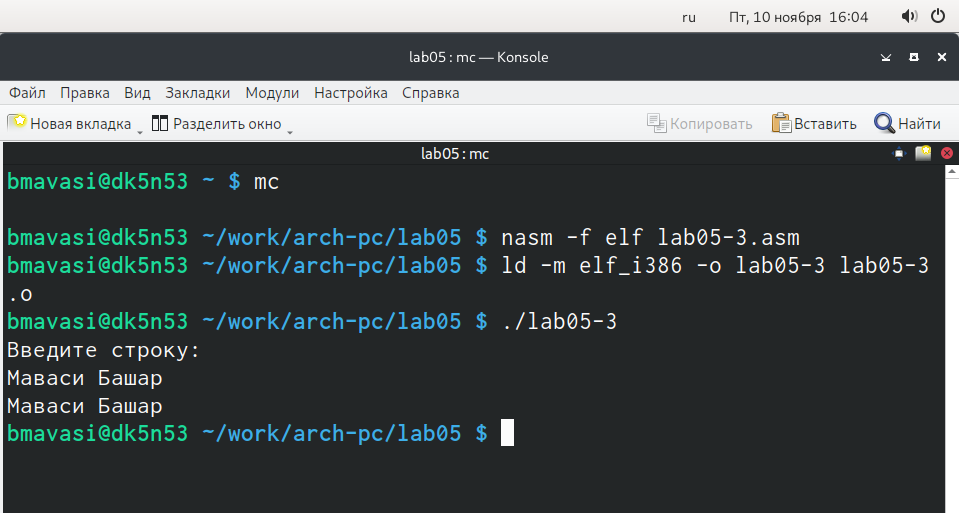 ru Пт, 10 ноября 16:04
lab05 : mc — Konsole
Файл Правка Вид Закладки Модули Настройка Справка
Новая вкладка Разделить окно Копировать Вставить Найти
lab05 : mc
bmavasi@dk5n53 ~ $ mc
bmavasi@dk5n53 ~/work/arch-pc/lab05 $ nasm -f elf lab05-3.asm
bmavasi@dk5n53 ~/work/arch-pc/lab05 $ ld -m elf_i386 -o lab05-3 lab05-3
.o
bmavasi@dk5n53 ~/work/arch-pc/lab05 $ ./lab05-3
Введите строку:
Маваси Башар
Маваси Башар
bmavasi@dk5n53 ~/work/arch-pc/lab05 $